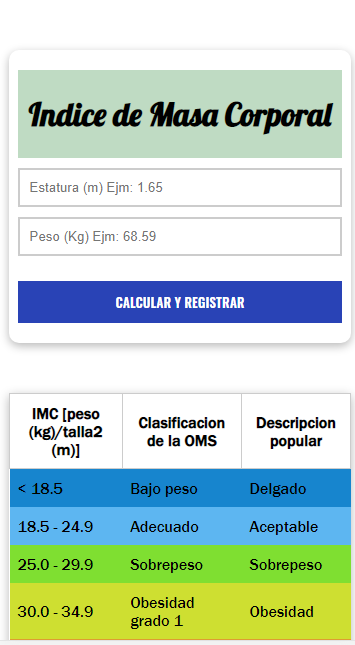 Indice de Masa Corporal
Estatura (m) Ejm: 1.65
Peso (Kg) Ejm: 68.59
CALCULAR Y REGISTRAR
IMC [peso
(kg)/talla2
(m)]
Clasificacion
de la OMS
Descripcion
popular
< 18.5
Bajo peso
Delgado
18.5 - 24.9
Adecuado
Aceptable
25.0 - 29.9
Sobrepeso
Sobrepeso
30.0 - 34.9
Obesidad
grado 1
Obesidad